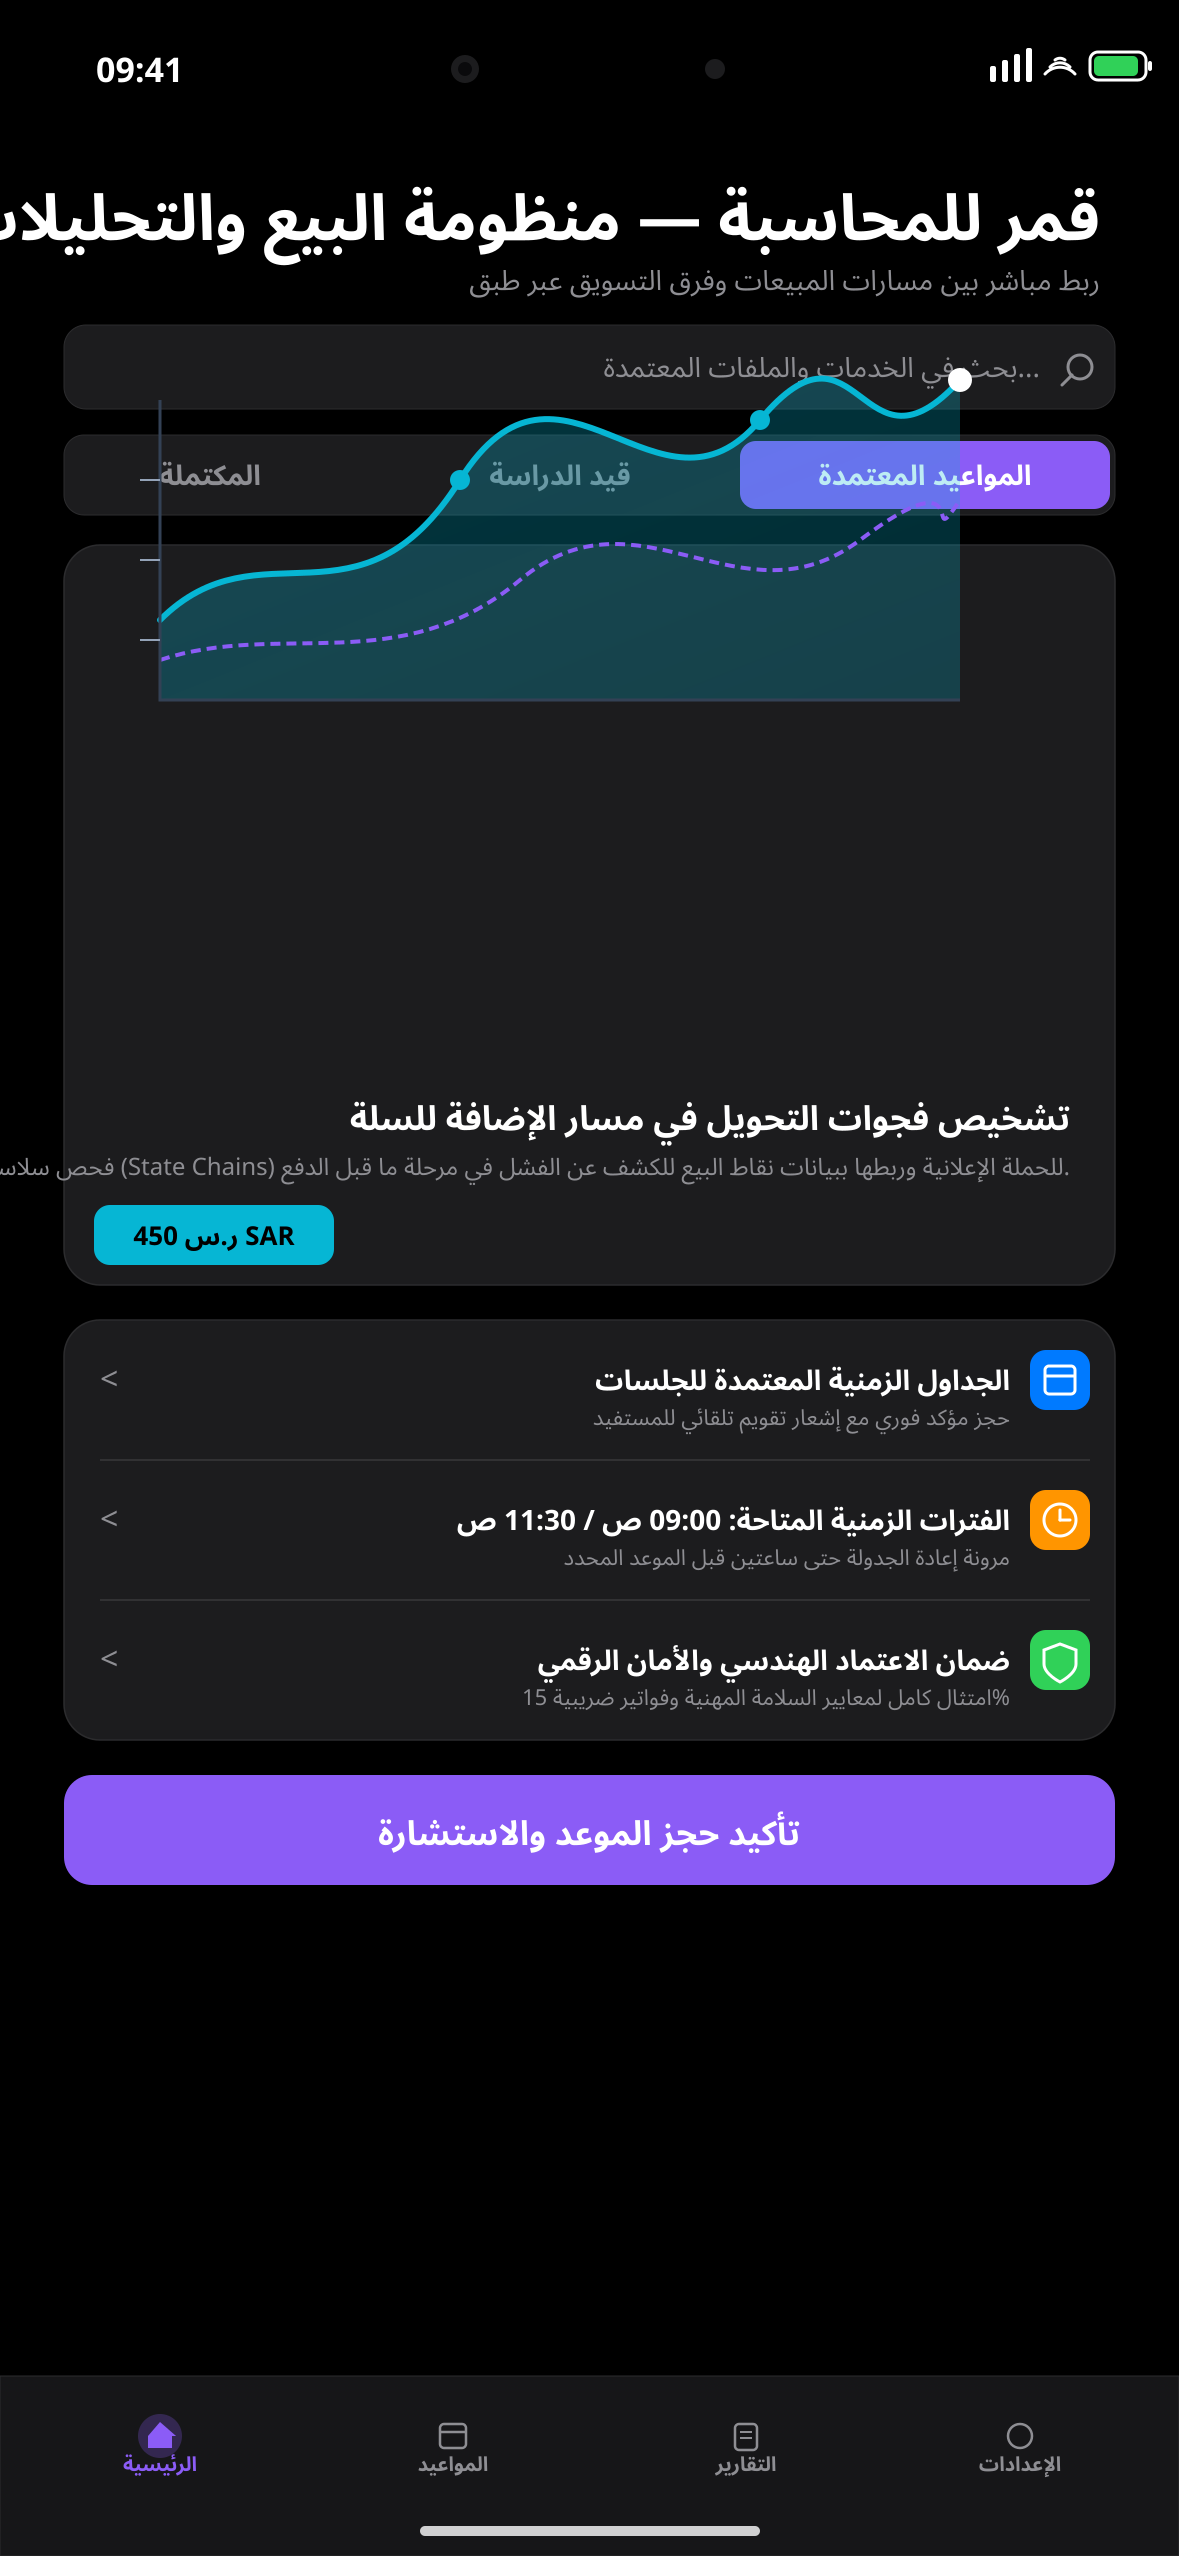 09:41
قمر للمحاسبة — منظومة البيع والتحليلات
ربط مباشر بين مسارات المبيعات وفرق التسويق عبر طبق
بحث في الخدمات والملفات المعتمدة...
المواعيد المعتمدة
قيد الدراسة
المكتملة
تشخيص فجوات التحويل في مسار الإضافة للسلة
فحص (State Chains) للحملة الإعلانية وربطها ببيانات نقاط البيع للكشف عن الفشل في مرحلة ما قبل الدفع.
450 ر.س SAR
الجداول الزمنية المعتمدة للجلسات
حجز مؤكد فوري مع إشعار تقويم تلقائي للمستفيد
الفترات الزمنية المتاحة: 09:00 ص / 11:30 ص
مرونة إعادة الجدولة حتى ساعتين قبل الموعد المحدد
ضمان الاعتماد الهندسي والأمان الرقمي
امتثال كامل لمعايير السلامة المهنية وفواتير ضريبية 15%
تأكيد حجز الموعد والاستشارة
الإعدادات
التقارير
المواعيد
الرئيسية